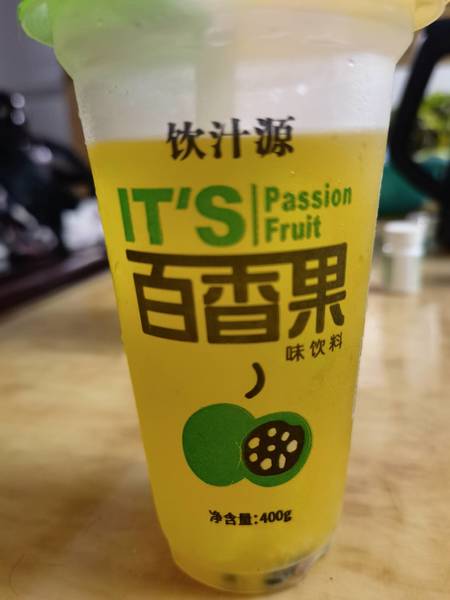 饮汁源
IT'S
Passion
Fruit
百香果
味饮料
净含量:400g